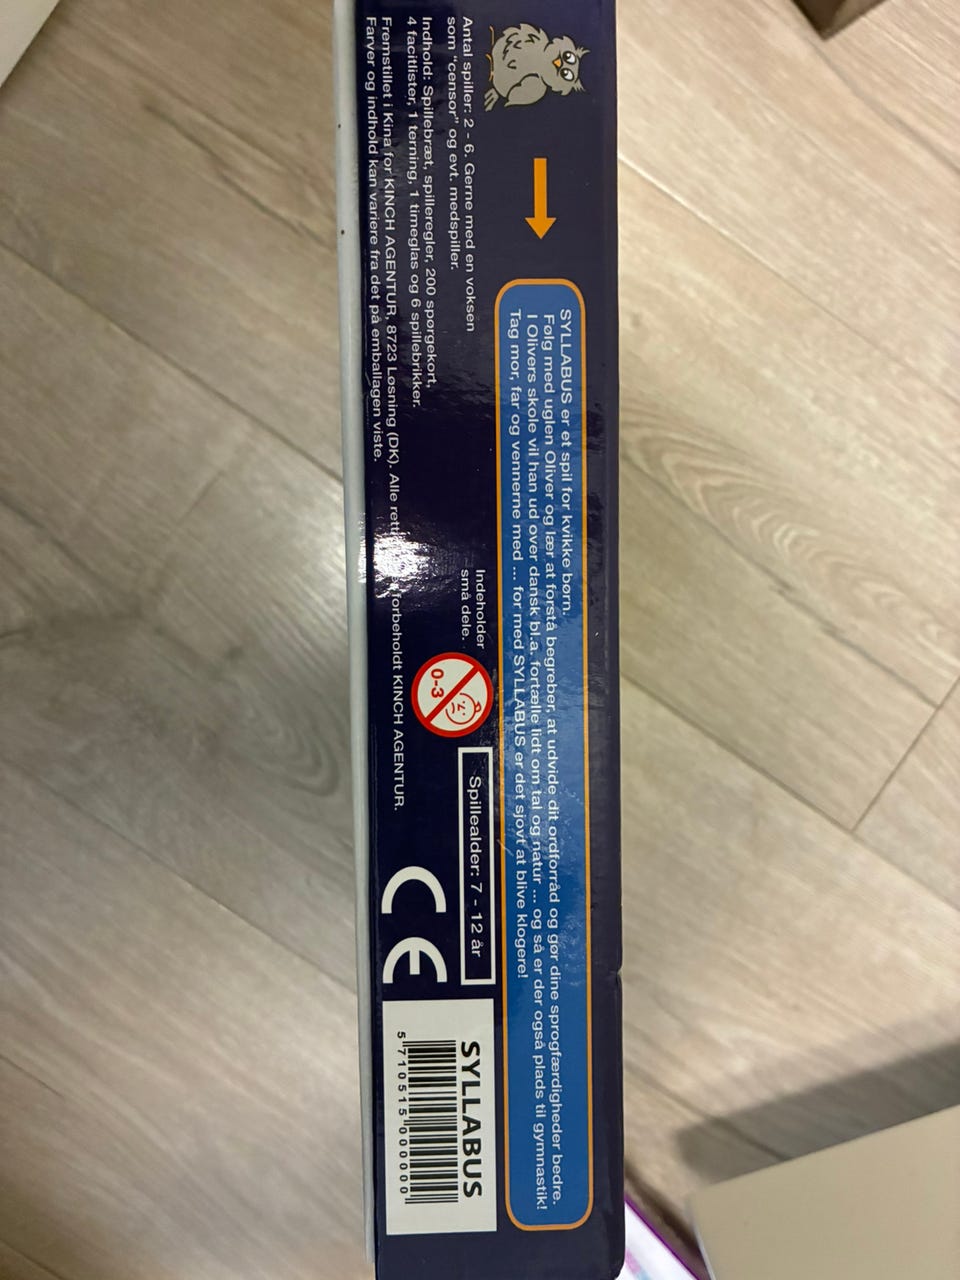 SYLLABUS er et spil for kvikke børn.
Følg med uglen Oliver og lær at forstå begreber, at udvide dit ordforråd og gør dine sprogfærdigheder bedre.
I Olivers skole vil han ud over dansk bl.a. fortælle lidt om tal og natur ... og så er der også plads til gymnastik!
Tag mor, far og vennerne med ... for med SYLLABUS er det sjovt at blive klogere!
Antal spiller: 2 - 6. Gerne med en voksen
som "censor" og evt. medspiller.
Indhold: Spillebræt, spilleregler, 200 spørgekort,
4 facitlister, 1 terning, 1 timeglas og 6 spillebrikker.
Fremstillet i Kina for KINCH AGENTUR, 8723 Løsning (DK). Alle forbeholdt KINCH AGENTUR.
Farver og indhold kan variere fra det på emballagen viste.
Indeholder
små dele.
0-3
Spillealder: 7 - 12 år
CE
SYLLABUS
5 710515 000000